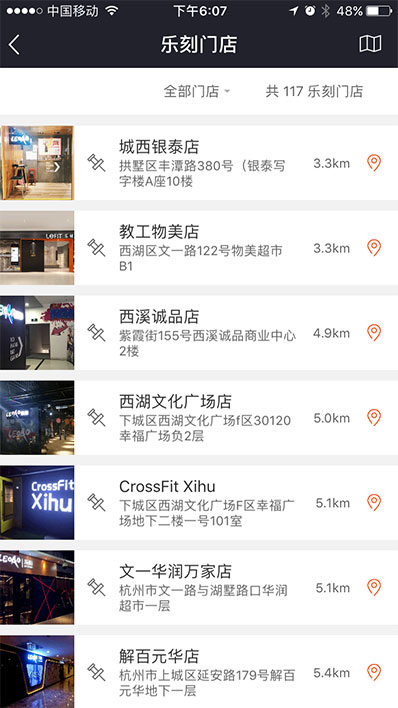 中国移动 下午6:07 48%
乐刻门店
全部门店 共 117 乐刻门店
城西银泰店
拱墅区丰潭路380号（银泰写
字楼A座10楼
3.3km
教工物美店
西湖区文一路122号物美超市
B1
3.3km
西溪诚品店
紫霞街155号西溪诚品商业中心
2楼
4.9km
西湖文化广场店
下城区西湖文化广场f区30120
幸福广场负2层
5.0km
CrossFit
Xihu
CrossFit Xihu
下城区西湖文化广场F区幸福广
场地下二楼一号101室
5.1km
文一华润万家店
杭州市文一路与湖墅路口华润
超市一层
5.1km
解百元华店
杭州市上城区延安路179号解百
元华地下一层
5.4km